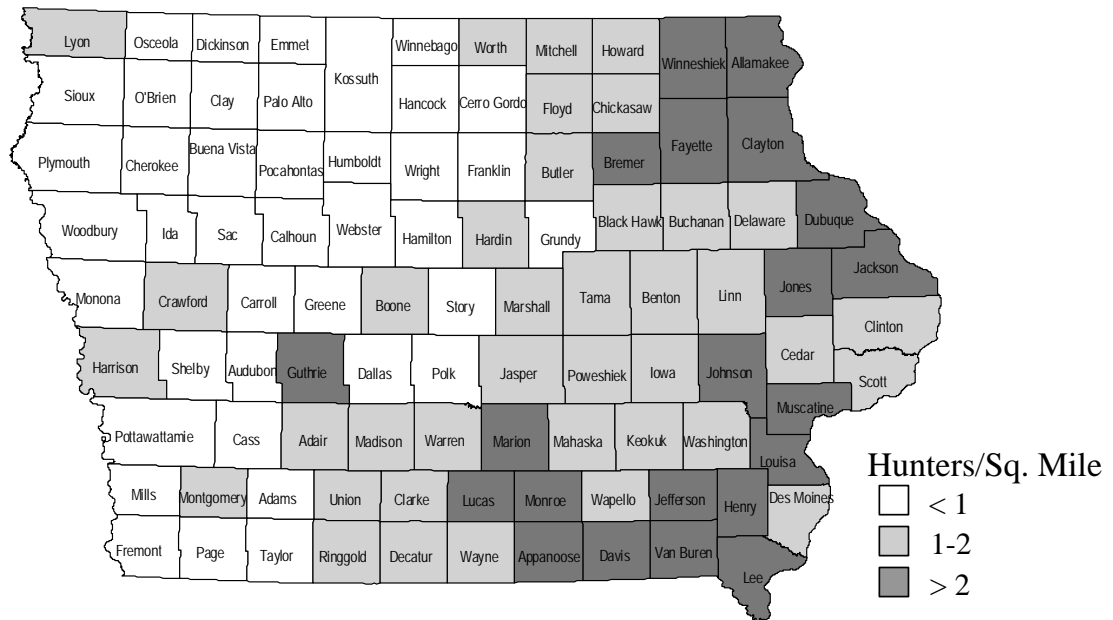 Lyon Osceola Dickinson Emmet Winnebago Worth Mitchell Howard Winneshiek Allamakee
Kossuth
Sioux O'Brien Clay Palo Alto Hancock Cerro Gordo Floyd Chickasaw
Plymouth Cherokee Buena Vista Pocahontas Humboldt Wright Franklin Butler Bremer Fayette Clayton
Woodbury Ida Sac Calhoun Webster Hamilton Hardin Grundy Black Hawk Buchanan Delaware Dubuque
Monona Crawford Carroll Greene Boone Story Marshall Tama Benton Linn Jones Jackson
Clinton
Harrison Shelby Audubon Guthrie Dallas Polk Jasper Poweshiek Iowa Johnson Cedar Scott
Muscatine
Pottawattamie Cass Adair Madison Warren Marion Mahaska Keokuk Washington
Louisa
Mills Montgomery Adams Union Clarke Lucas Monroe Wapello Jefferson Henry Des Moines
Fremont Page Taylor Ringgold Decatur Wayne Appanoose Davis Van Buren Lee
Hunters/Sq. Mile
< 1
1-2
> 2